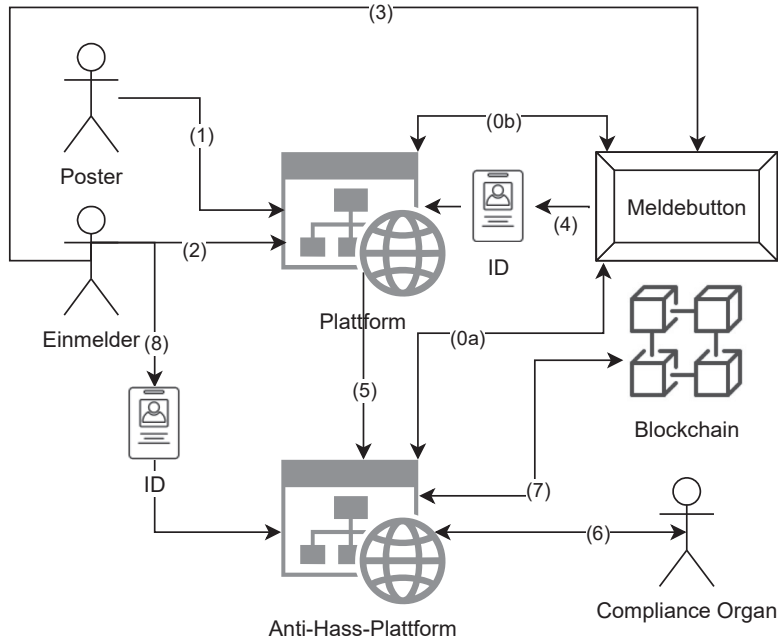 (3)
(0b)
(1)
Poster
Meldebutton
(2)
(4)
ID
Einmelder
Plattform
(8)
(0a)
(5)
Blockchain
ID
(7)
(6)
Anti-Hass-Plattform
Compliance Organ